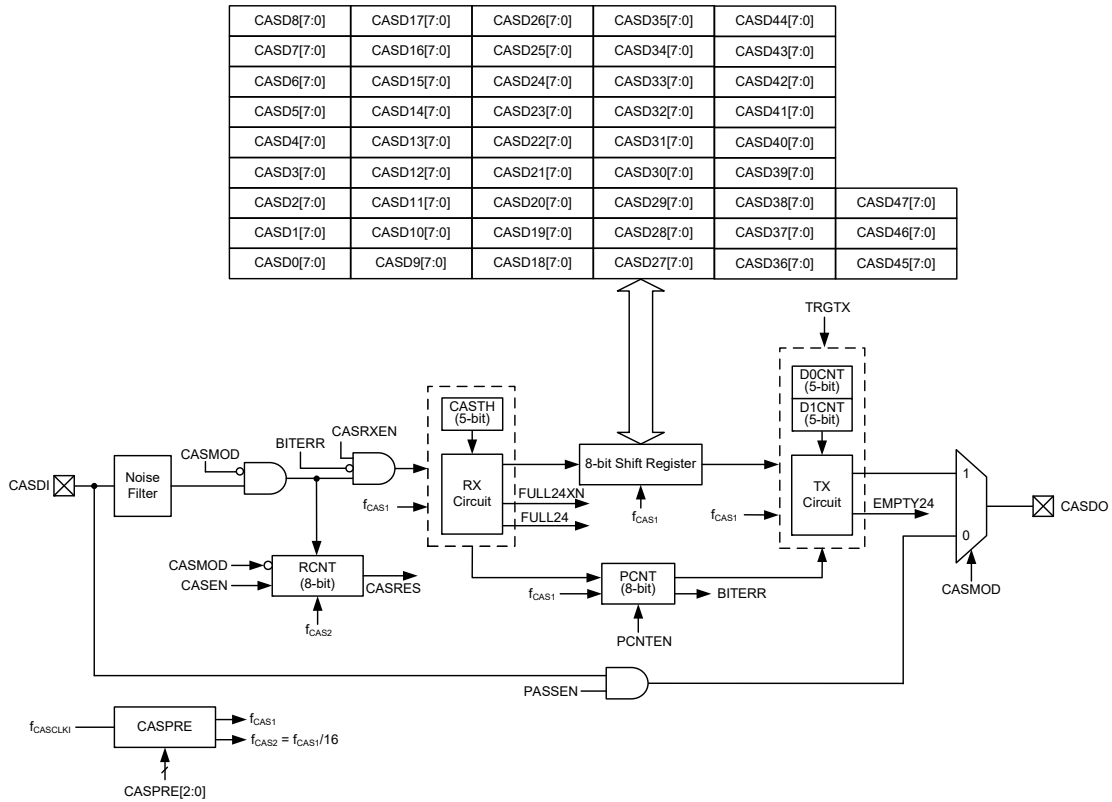 CASD8[7:0] CASD17[7:0] CASD26[7:0] CASD35[7:0] CASD44[7:0]
CASD7[7:0] CASD16[7:0] CASD25[7:0] CASD34[7:0] CASD43[7:0]
CASD6[7:0] CASD15[7:0] CASD24[7:0] CASD33[7:0] CASD42[7:0]
CASD5[7:0] CASD14[7:0] CASD23[7:0] CASD32[7:0] CASD41[7:0]
CASD4[7:0] CASD13[7:0] CASD22[7:0] CASD31[7:0] CASD40[7:0]
CASD3[7:0] CASD12[7:0] CASD21[7:0] CASD30[7:0] CASD39[7:0]
CASD2[7:0] CASD11[7:0] CASD20[7:0] CASD29[7:0] CASD38[7:0] CASD47[7:0]
CASD1[7:0] CASD10[7:0] CASD19[7:0] CASD28[7:0] CASD37[7:0] CASD46[7:0]
CASD0[7:0] CASD9[7:0] CASD18[7:0] CASD27[7:0] CASD36[7:0] CASD45[7:0]
TRGTX
D0CNT
(5-bit)
D1CNT
(5-bit)
CASTH
(5-bit)
CASRXEN
BITERR
CASMOD
CASDI
Noise
Filter
fCAS1
RX
Circuit
FULL24XN
FULL24
8-bit Shift Register
fCAS1
fCAS1
TX
Circuit
EMPTY24
1
0
CASDO
CASMOD
CASMOD
CASEN
RCNT
(8-bit)
CASRES
fCAS2
fCAS1
PCNT
(8-bit)
BITERR
PCNTEN
PASSEN
fCASCLKI
CASPRE
fCAS1
fCAS2 = fCAS1/16
CASPRE[2:0]